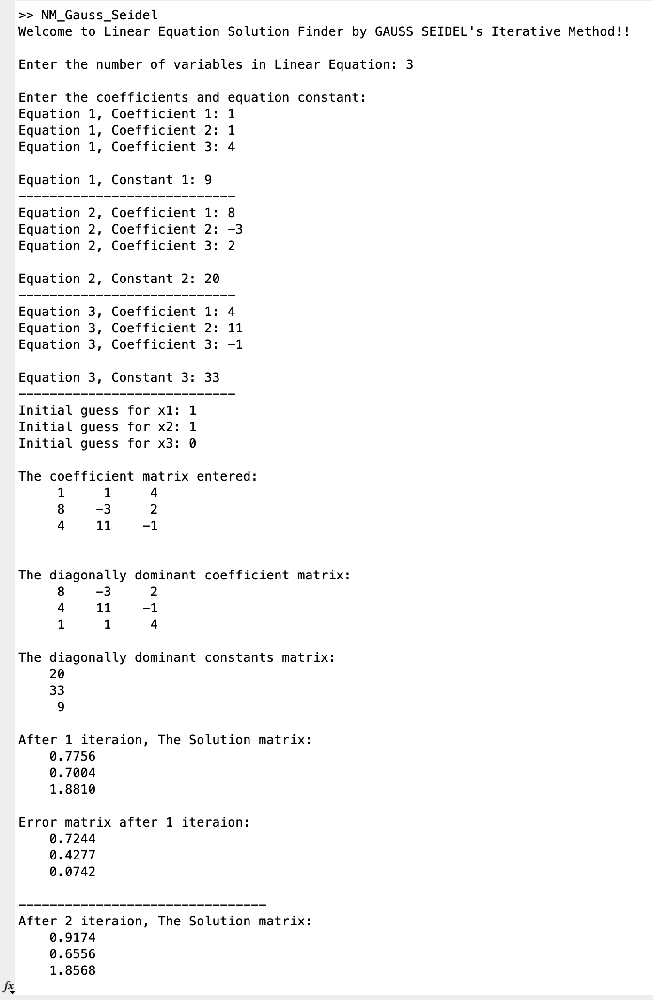 >> NM_Gauss_Seidel
Welcome to Linear Equation Solution Finder by GAUSS SEIDEL's Iterative Method!!
Enter the number of variables in Linear Equation: 3
Enter the coefficients and equation constant:
Equation 1, Coefficient 1: 1
Equation 1, Coefficient 2: 1
Equation 1, Coefficient 3: 4
Equation 1, Constant 1: 9
----------------------------
Equation 2, Coefficient 1: 8
Equation 2, Coefficient 2: -3
Equation 2, Coefficient 3: 2
Equation 2, Constant 2: 20
----------------------------
Equation 3, Coefficient 1: 4
Equation 3, Coefficient 2: 11
Equation 3, Coefficient 3: -1
Equation 3, Constant 3: 33
----------------------------
Initial guess for x1: 1
Initial guess for x2: 1
Initial guess for x3: 0
The coefficient matrix entered:
1 1 4
8 -3 2
4 11 -1
The diagonally dominant coefficient matrix:
8 -3 2
4 11 -1
1 1 4
The diagonally dominant constants matrix:
20
33
9
After 1 iteraion, The Solution matrix:
0.7756
0.7004
1.8810
Error matrix after 1 iteraion:
0.7244
0.4277
0.0742
--------------------------------
After 2 iteraion, The Solution matrix:
0.9174
0.6556
1.8568
fx